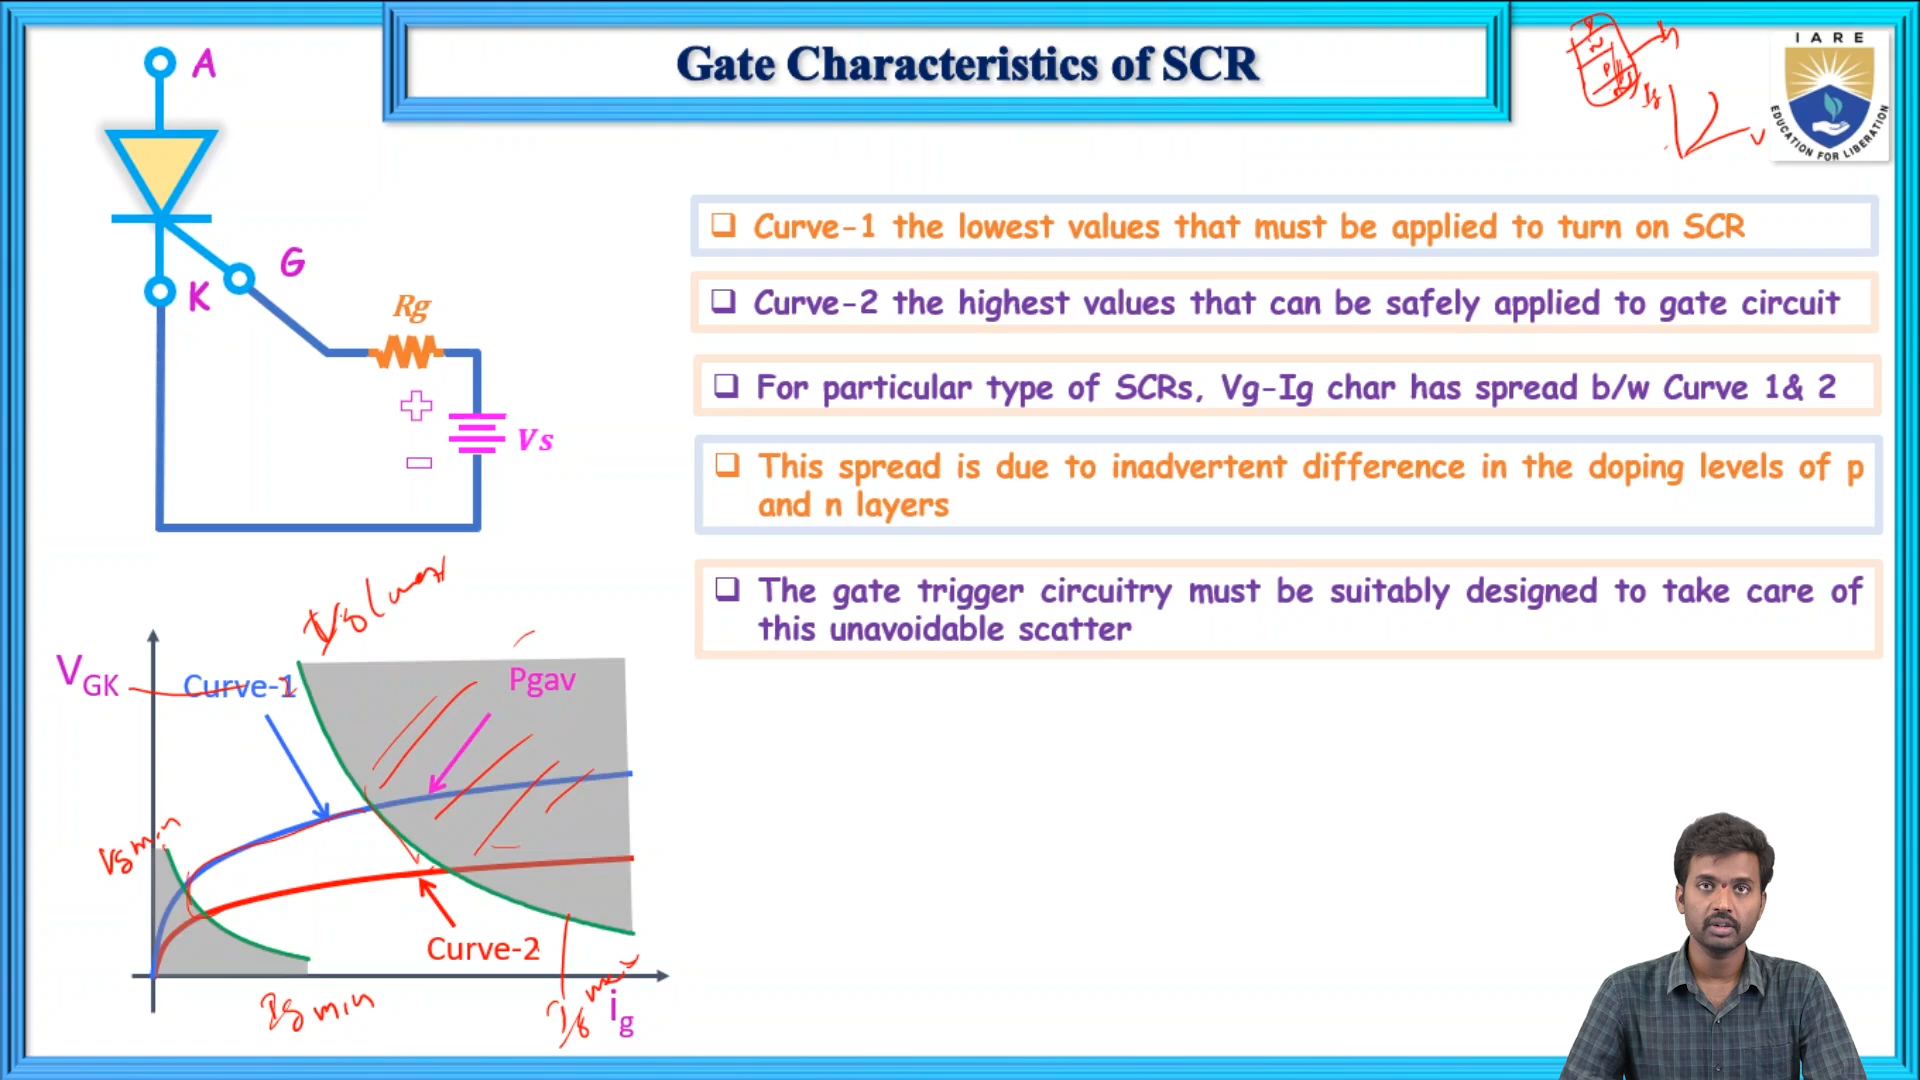 Gate Characteristics of SCR
I A R E
EDUCATION FOR LIBERATION
A
G
K
Rg
Vs
❑ Curve-1 the lowest values that must be applied to turn on SCR
❑ Curve-2 the highest values that can be safely applied to gate circuit
❑ For particular type of SCRs, Vg-Ig char has spread b/w Curve 1& 2
❑ This spread is due to inadvertent difference in the doping levels of p
and n layers
❑ The gate trigger circuitry must be suitably designed to take care of
this unavoidable scatter
VGK
Curve-1
Pgav
Vg min
Curve-2
Ig min
Ig max
ig